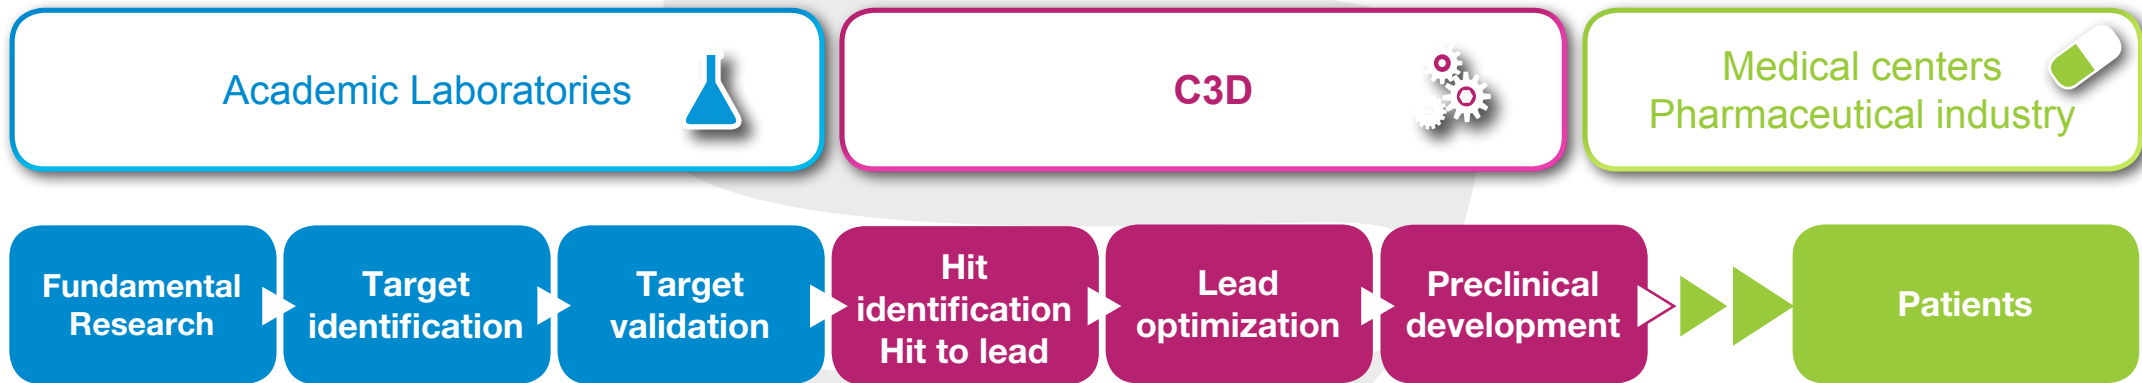 Academic Laboratories
C3D
Medical centers
Pharmaceutical industry
Fundamental
Research
Target
identification
Target
validation
Hit
identification
Hit to lead
Lead
optimization
Preclinical
development
Patients